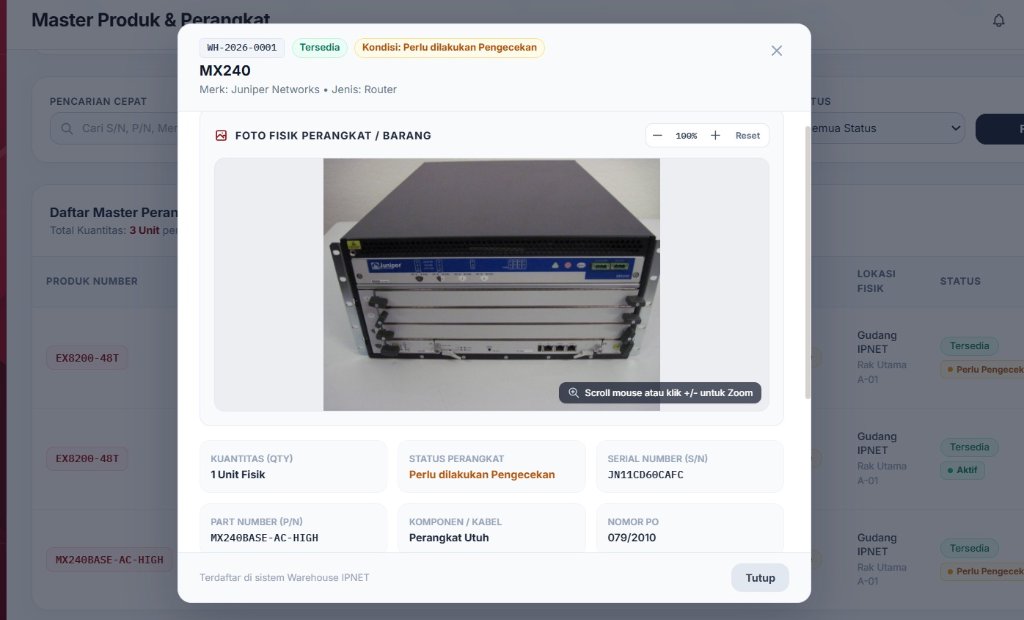 Master Produk & Perangkat
WH-2026-0001
Tersedia
Kondisi: Perlu dilakukan Pengecekan
MX240
Merk: Juniper Networks • Jenis: Router
PENCARIAN CEPAT
Cari S/N, P/N, Mer
TUS
emua Status
FOTO FISIK PERANGKAT / BARANG
100%
Reset
Juniper
Scroll mouse atau klik +/- untuk Zoom
Daftar Master Peran
Total Kuantitas: 3 Unit pe
PRODUK NUMBER
LOKASI
FISIK
STATUS
EX8200-48T
Gudang
IPNET
Rak Utama
A-01
Tersedia
Perlu Pengecek
EX8200-48T
Gudang
IPNET
Rak Utama
A-01
Tersedia
Aktif
MX240BASE-AC-HIGH
Gudang
IPNET
Rak Utama
A-01
Tersedia
Perlu Pengecek
KUANTITAS (QTY)
1 Unit Fisik
STATUS PERANGKAT
Perlu dilakukan Pengecekan
SERIAL NUMBER (S/N)
JN11CD60CAFC
PART NUMBER (P/N)
MX240BASE-AC-HIGH
KOMPONEN / KABEL
Perangkat Utuh
NOMOR PO
079/2010
Terdaftar di sistem Warehouse IPNET
Tutup